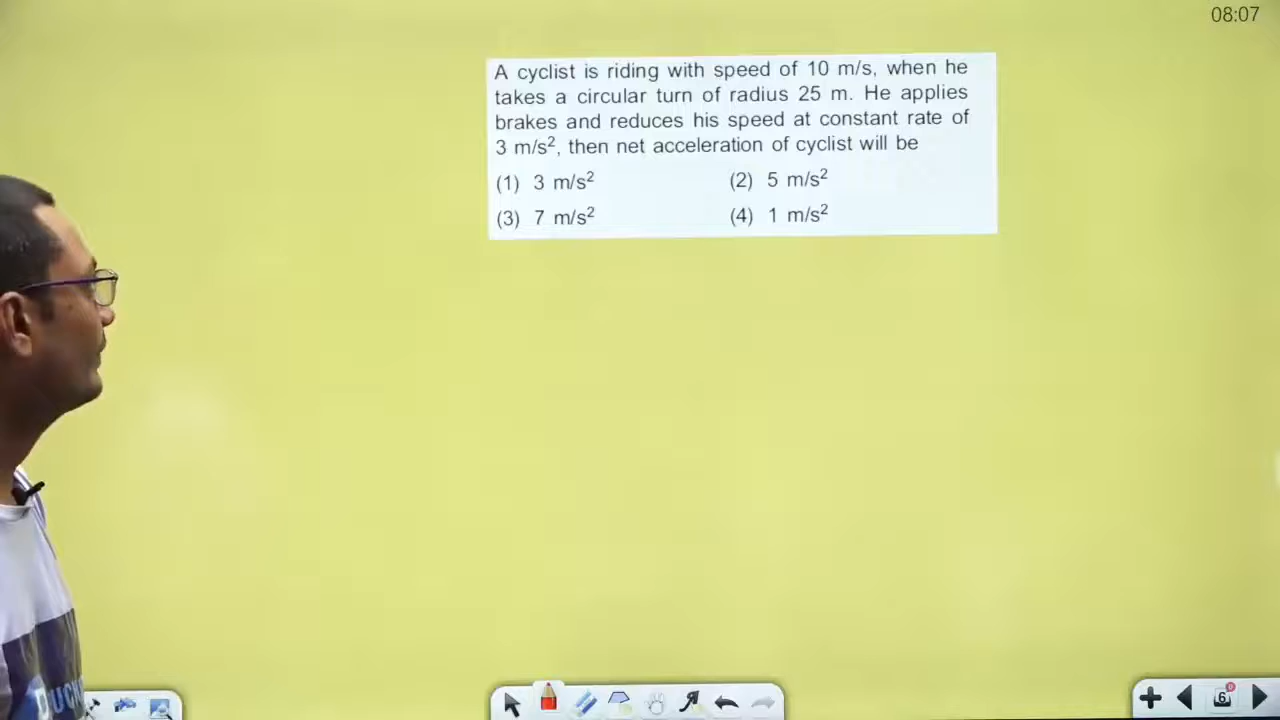 08:07
A cyclist is riding with speed of 10 m/s, when he
takes a circular turn of radius 25 m. He applies
brakes and reduces his speed at constant rate of
3 m/s², then net acceleration of cyclist will be
(1) 3 m/s² (2) 5 m/s²
(3) 7 m/s² (4) 1 m/s²
6